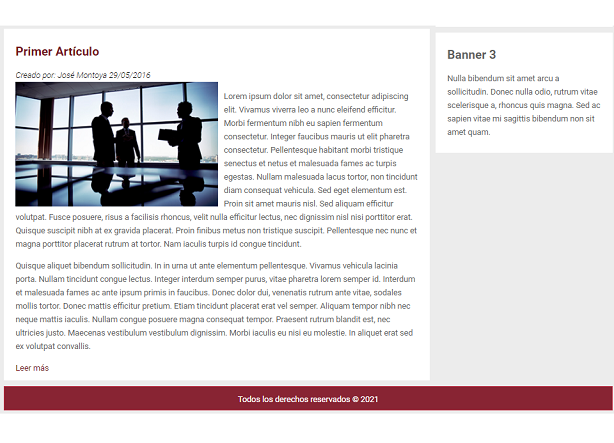 Primer Artículo
Creado por: José Montoya 29/05/2016
Lorem ipsum dolor sit amet, consectetur adipiscing
elit. Vivamus viverra leo a nunc eleifend efficitur.
Morbi fermentum nibh eu sapien fermentum
consectetur. Integer faucibus mauris ut elit pharetra
consectetur. Pellentesque habitant morbi tristique
senectus et netus et malesuada fames ac turpis
egestas. Nullam malesuada lacus tortor, non tincidunt
diam consequat vehicula. Sed eget elementum est.
Proin sit amet mauris nisl. Sed aliquam efficitur
volutpat. Fusce posuere, risus a facilisis rhoncus, velit nulla efficitur lectus, nec dignissim nisl nisi porttitor erat.
Quisque suscipit nibh at ex gravida placerat. Proin finibus metus non tristique suscipit. Pellentesque nec nunc et
magna porttitor placerat rutrum at tortor. Nam iaculis turpis id congue tincidunt.
Quisque aliquet bibendum sollicitudin. In in urna ut ante elementum pellentesque. Vivamus vehicula lacinia
porta. Nullam tincidunt congue lectus. Integer interdum semper purus, vitae pharetra lorem semper id. Interdum
et malesuada fames ac ante ipsum primis in faucibus. Donec dolor dui, venenatis rutrum ante vitae, sodales
mollis tortor. Donec mattis efficitur pretium. Etiam tincidunt placerat erat vel semper. Aliquam tempor nibh nec
neque mattis iaculis. Nullam congue posuere magna consequat tempor. Praesent rutrum blandit est, nec
ultricies justo. Maecenas vestibulum vestibulum dignissim. Morbi iaculis eu nisi eu molestie. In aliquet erat sed
ex volutpat convallis.
Leer más
Banner 3
Nulla bibendum sit amet arcu a
sollicitudin. Donec nulla odio, rutrum vitae
scelerisque a, rhoncus quis magna. Sed ac
sapien vitae mi sagittis bibendum non sit
amet quam.
Todos los derechos reservados © 2021